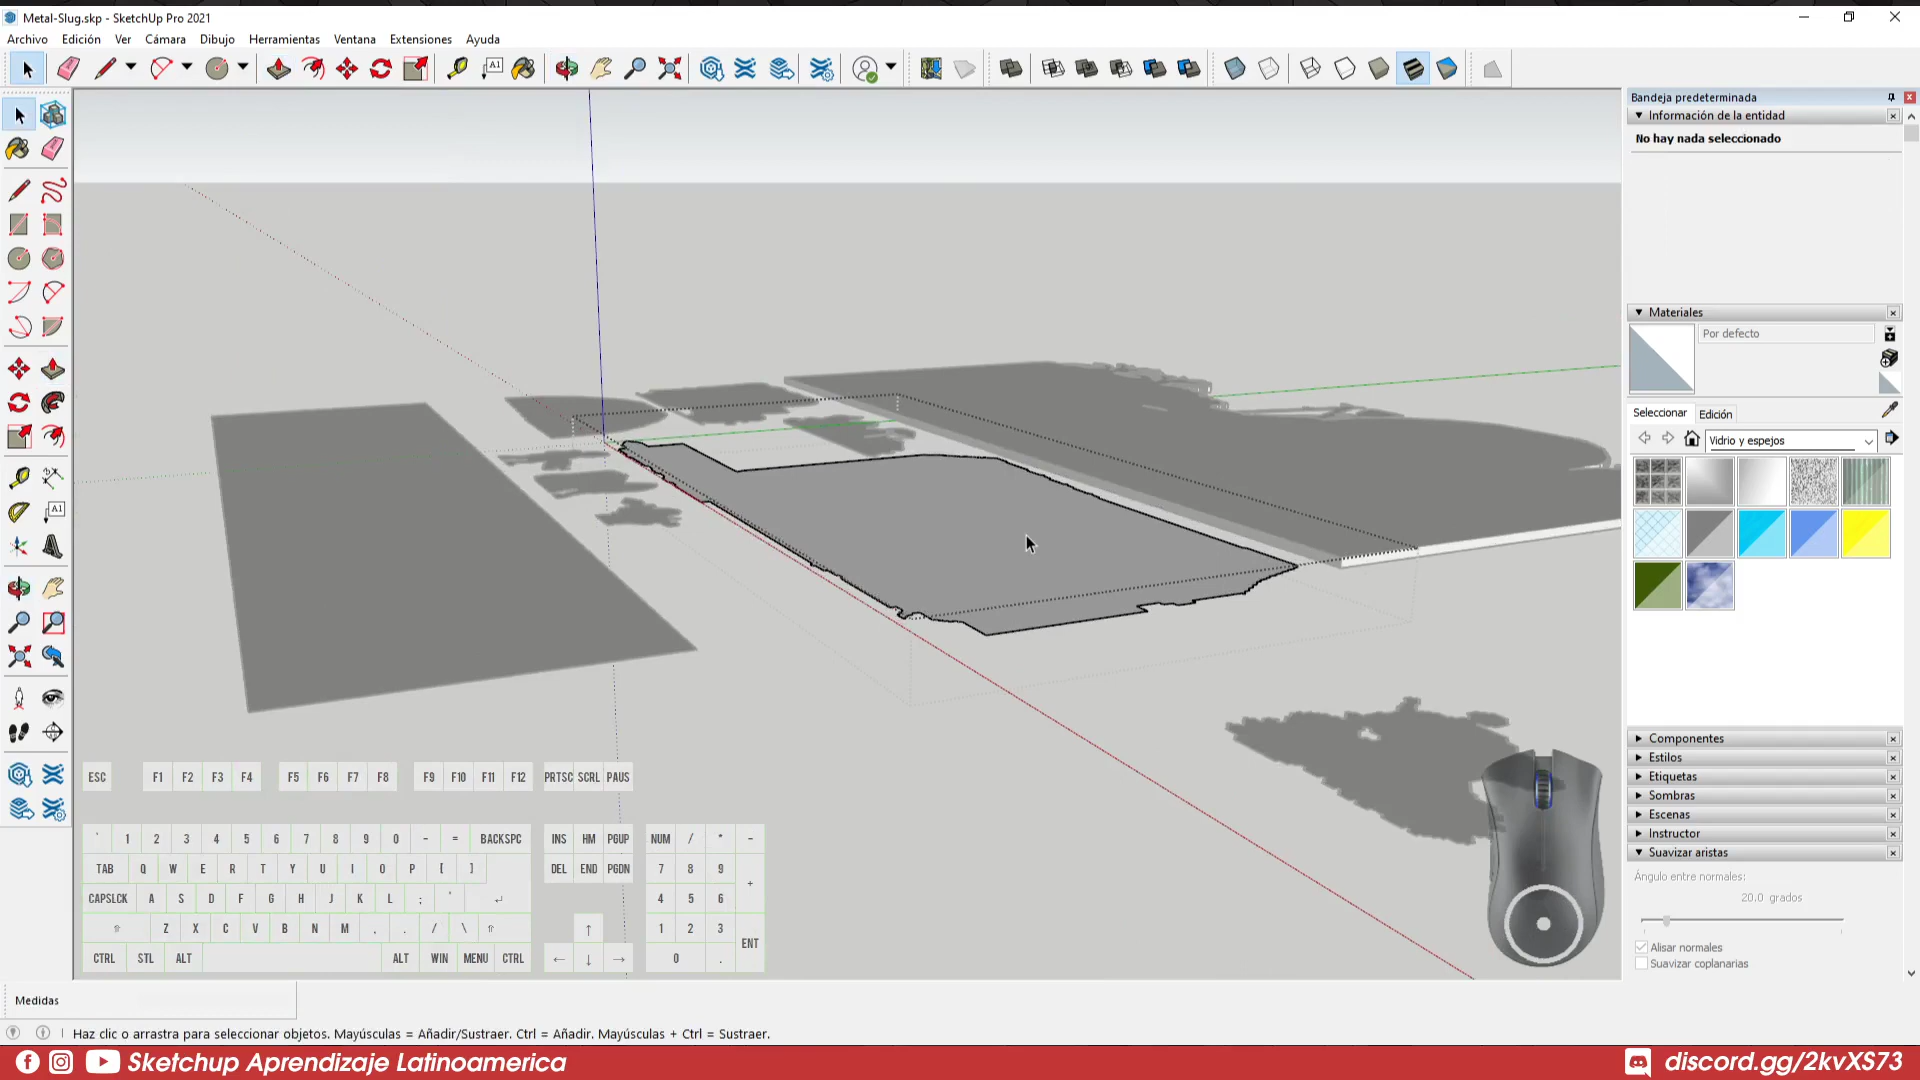 Metal-Slug.skp - SketchUp Pro 2021
Archivo Edición Ver Cámara Dibujo Herramientas Ventana Extensiones Ayuda
A1
A1
Bandeja predeterminada
Información de la entidad
No hay nada seleccionado
Materiales
Por defecto
Seleccionar Edición
Vidrio y espejos
Componentes
Estilos
Etiquetas
Sombras
Escenas
Instructor
Suavizar aristas
Ángulo entre normales:
20.0 grados
Alisar normales
Suavizar coplanarias
ESC F1 F2 F3 F4 F5 F6 F7 F8 F9 F10 F11 F12 PRTSC SCRL PAUS
` 1 2 3 4 5 6 7 8 9 0 - = BACKSPC INS HM PGUP NUM / * -
TAB Q W E R T Y U I O P [ ] DEL END PGDN 7 8 9 +
CAPSLCK A S D F G H J K L ; ' ↵ 4 5 6
⇧ Z X C V B N M , . / \ ⇧ ↑ 1 2 3 ENT
CTRL STL ALT ALT WIN MENU CTRL ← ↓ → 0 .
Medidas
Haz clic o arrastra para seleccionar objetos. Mayúsculas = Añadir/Sustraer. Ctrl = Añadir. Mayúsculas + Ctrl = Sustraer.
Sketchup Aprendizaje Latinoamerica
discord.gg/2kvXS73